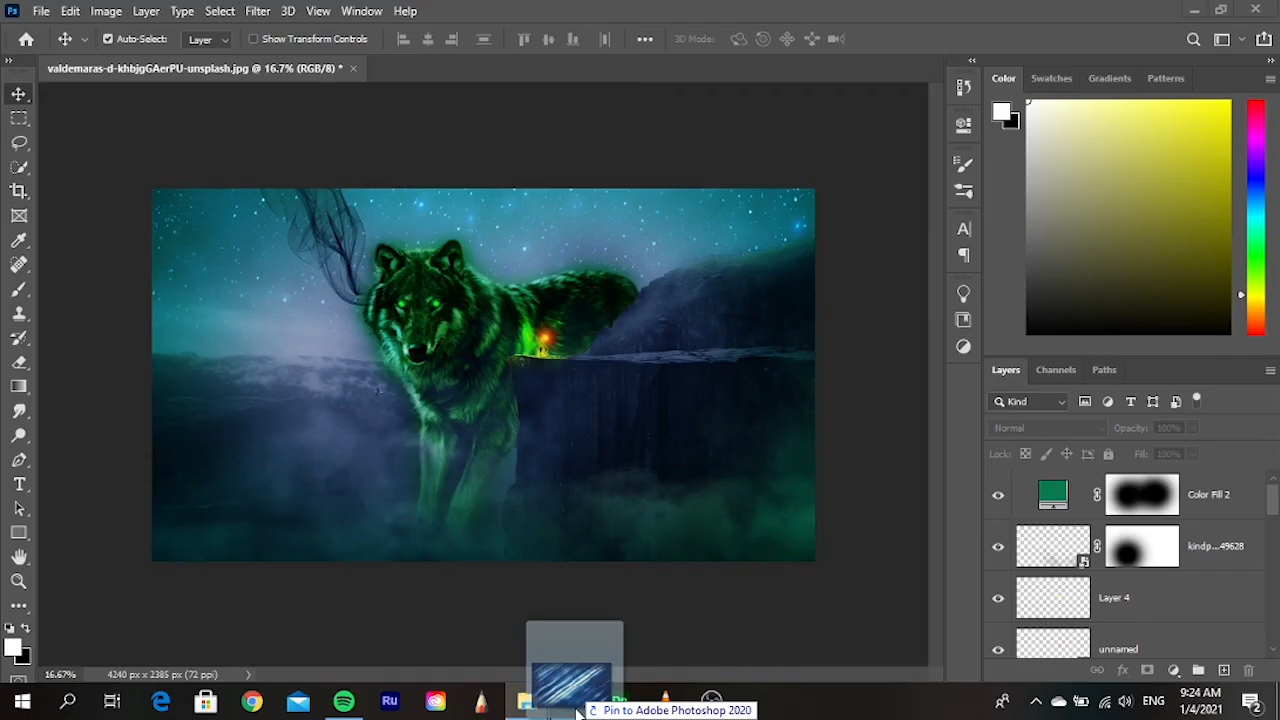 Ps File Edit Image Layer Type Select Filter 3D View Window Help
Auto-Select: Layer Show Transform Controls 3D Mode:
valdemaras-d-khbjgGAerPU-unsplash.jpg @ 16.7% (RGB/8) *
Color Swatches Gradients Patterns
Layers Channels Paths
Kind
Normal Opacity: 100%
Lock: Fill: 100%
Color Fill 2
kindp...49628
Layer 4
unnamed
16.67% 4240 px x 2385 px (72 ppi)
Ru
Pin to Adobe Photoshop 2020
ENG
9:24 AM
1/4/2021
2